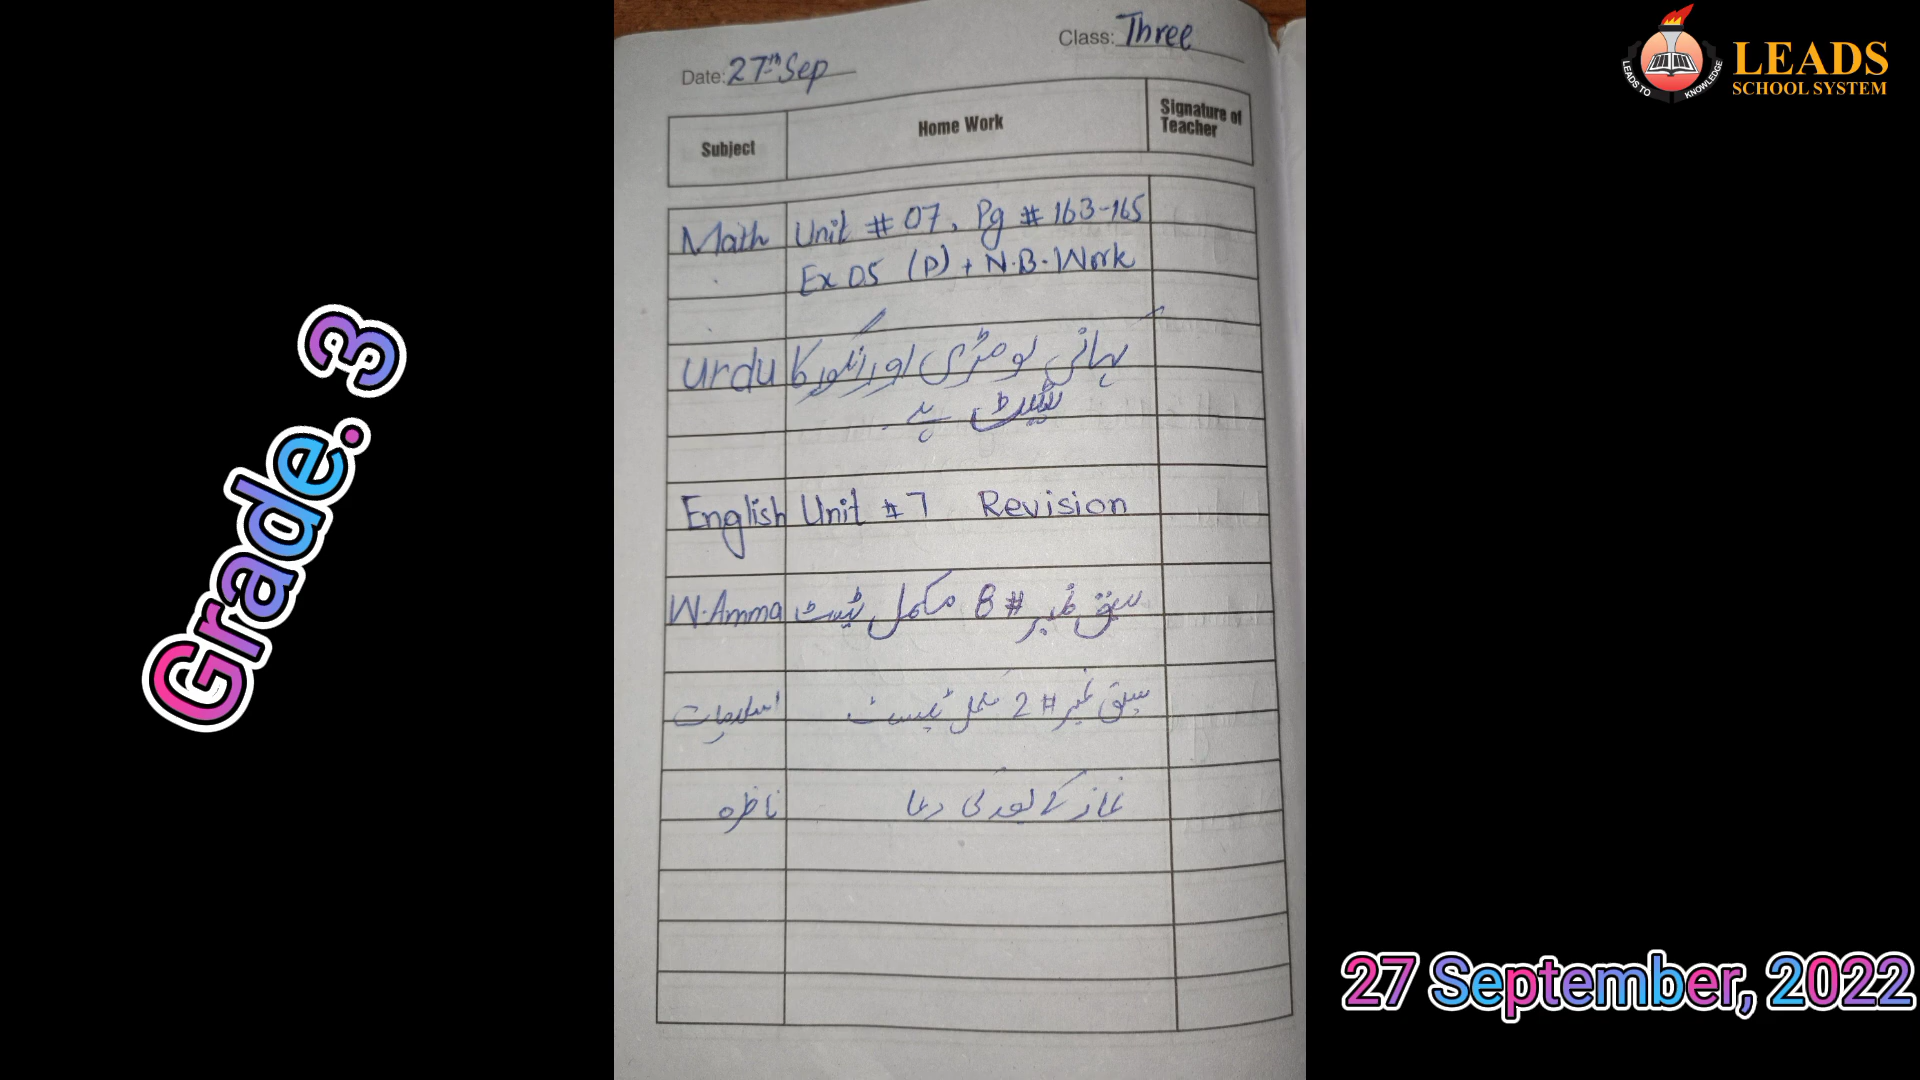 LEADS
SCHOOL SYSTEM
LEADS TO KNOWLEDGE
Class: Three
Date: 27th Sep
Subject Home Work Signature of Teacher
Math Unit # 07, Pg # 163-165
Ex 05 (D) + N.B. Work
urdu کہانی لومڑی اور انگور کا
ٹیسٹ ہے۔
English Unit # 7 Revision
W.Amma سبق نمبر # 8 مکمل ٹیسٹ
اسلامیات سبق نمبر # 2 مکمل ٹیسٹ
ناظرہ نماز کے بعد کی دعا
Grade. 3
27 September, 2022